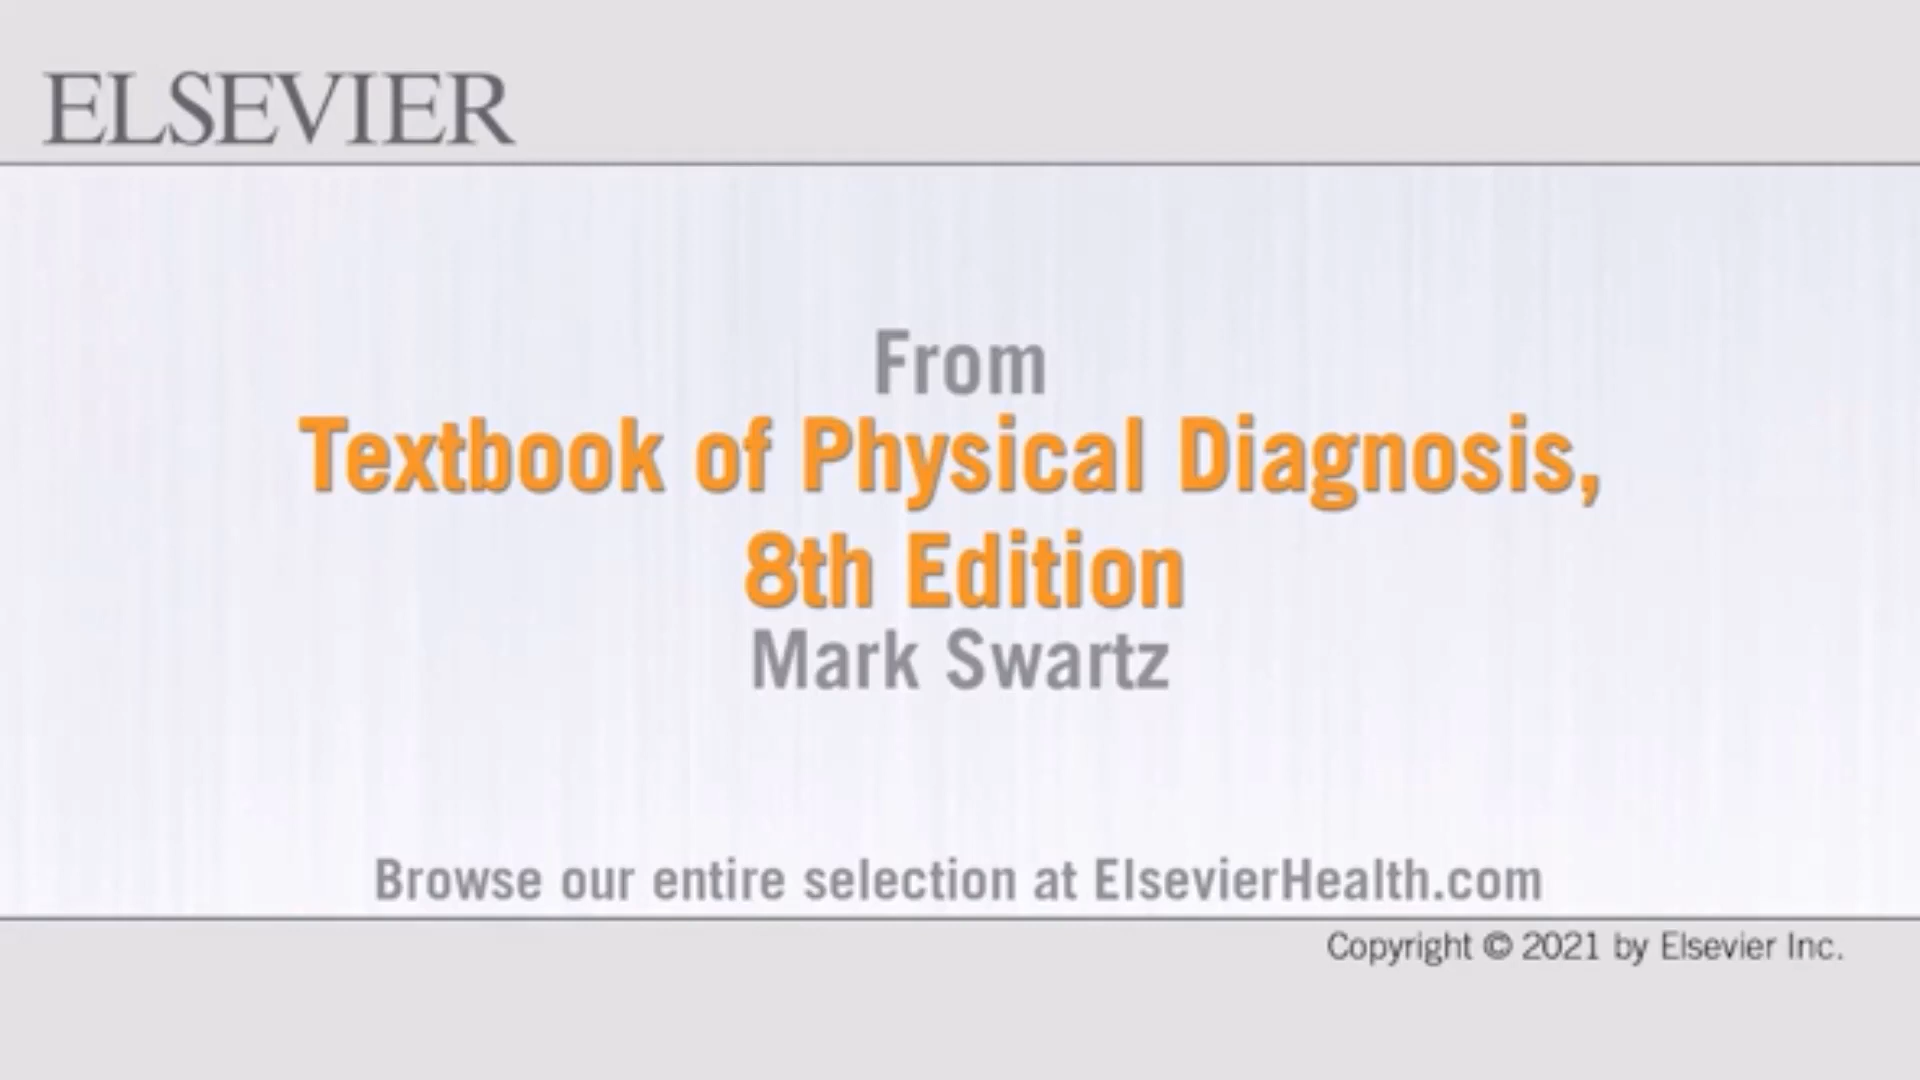 ELSEVIER
From
Textbook of Physical Diagnosis,
8th Edition
Mark Swartz
Browse our entire selection at ElsevierHealth.com
Copyright © 2021 by Elsevier Inc.